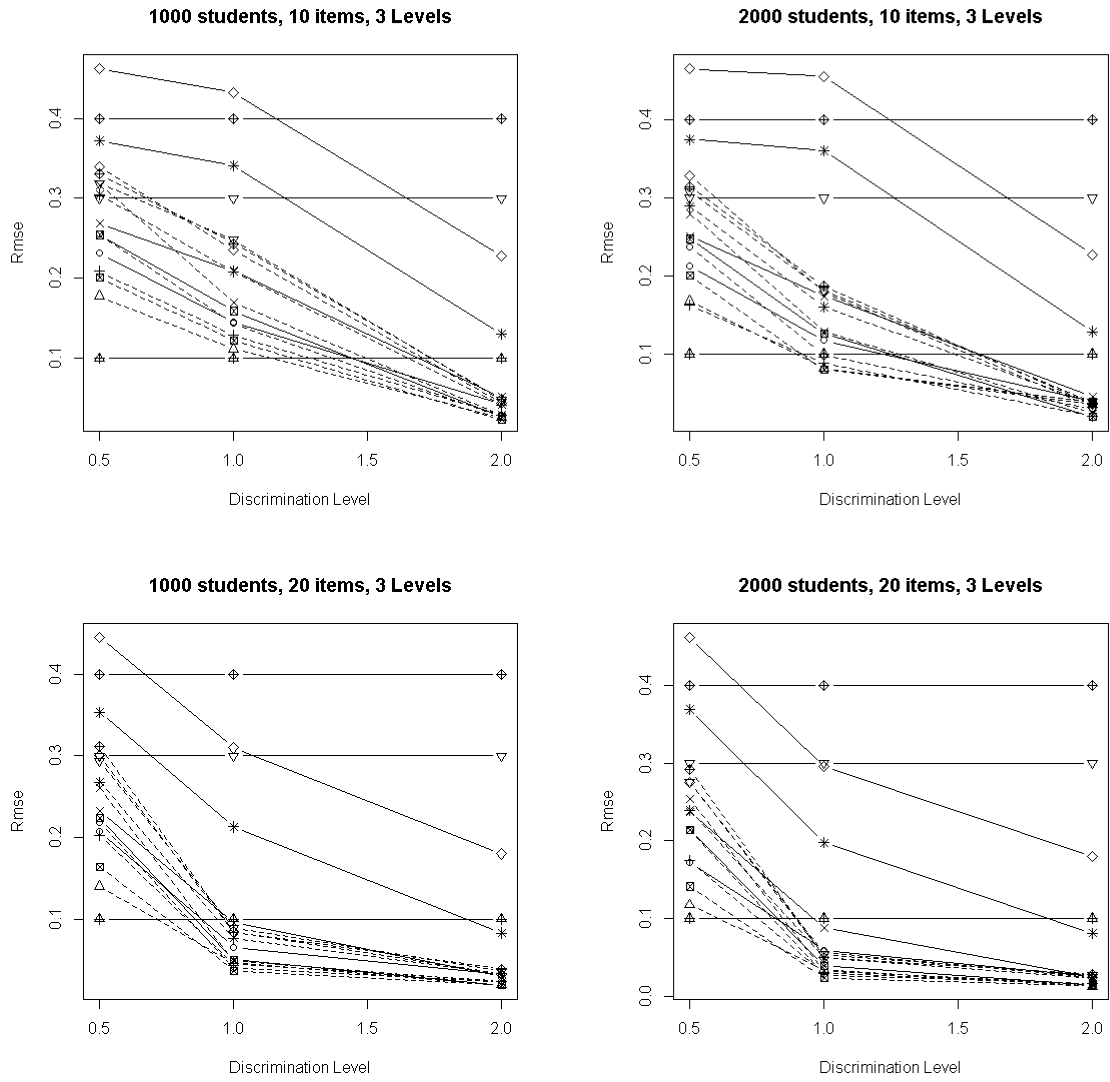 1000 students, 10 items, 3 Levels
Rmse
0.4
0.3
0.2
0.1
0.5 1.0 1.5 2.0
Discrimination Level
2000 students, 10 items, 3 Levels
Rmse
0.4
0.3
0.2
0.1
0.5 1.0 1.5 2.0
Discrimination Level
1000 students, 20 items, 3 Levels
Rmse
0.4
0.3
0.2
0.1
0.5 1.0 1.5 2.0
Discrimination Level
2000 students, 20 items, 3 Levels
Rmse
0.4
0.3
0.2
0.1
0.0
0.5 1.0 1.5 2.0
Discrimination Level